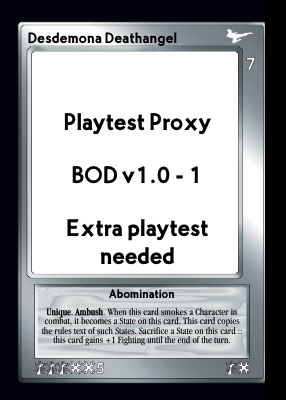 Desdemona Deathangel
7
Playtest Proxy
BOD v1.0 - 1
Extra playtest
needed
Abomination
Unique. Ambush. When this card smokes a Character in
combat, it becomes a State on this card. This card copies
the rules text of such States. Sacrifice a State on this card ::
this card gains +1 Fighting until the end of the turn.
5